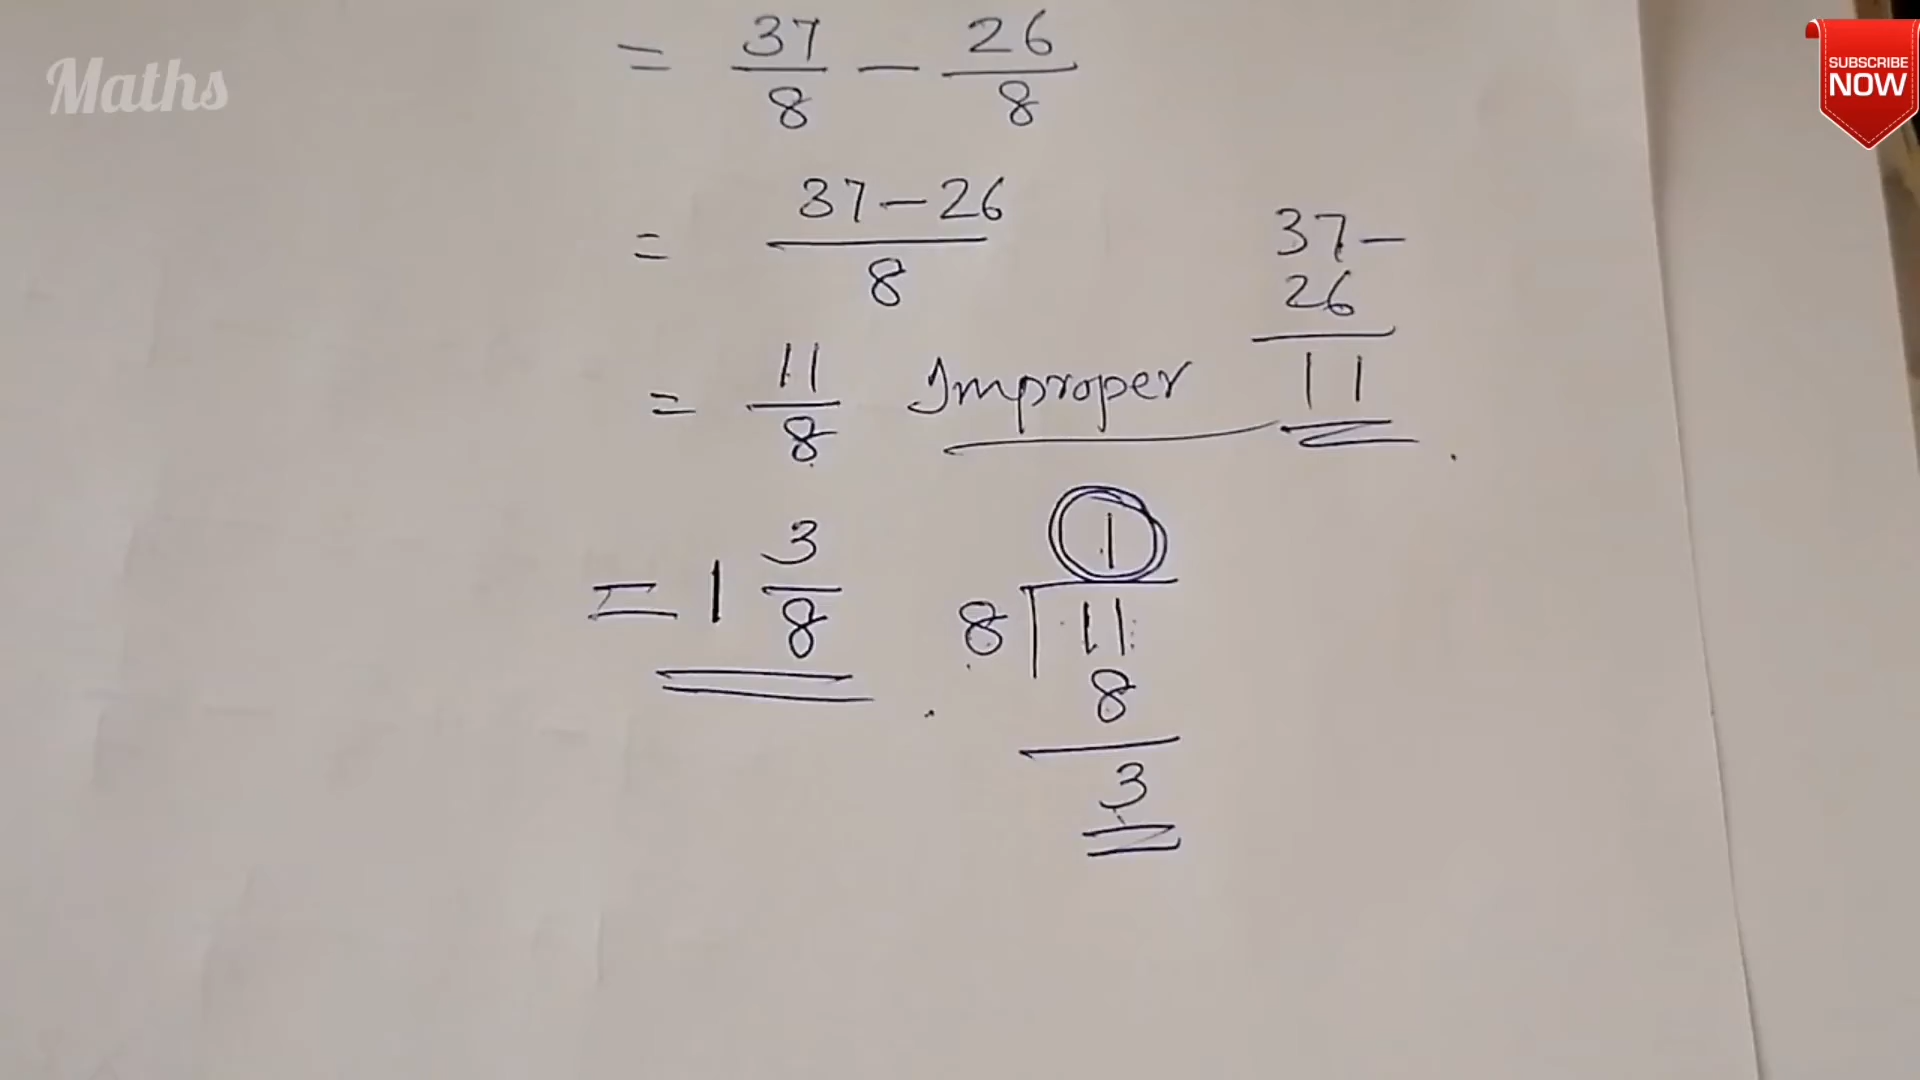 Maths
SUBSCRIBE
NOW
= 37/8 - 26/8
= 37-26/8
37-
26
11
= 11/8 Improper
= 1 3/8
1
8 11
8
3